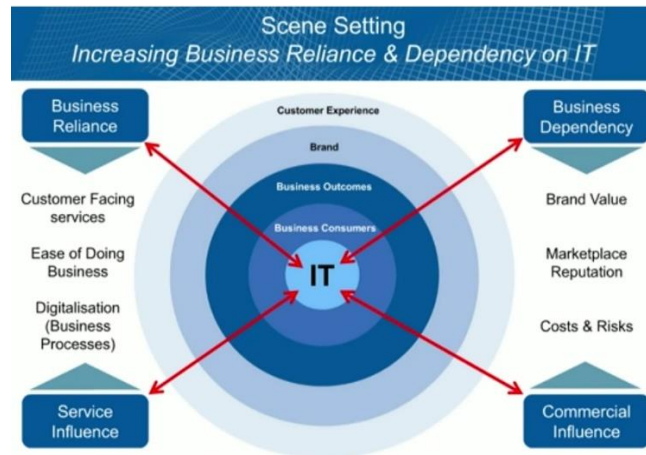 Scene Setting
Increasing Business Reliance & Dependency on IT
Business
Reliance
Customer Facing
services
Ease of Doing
Business
Digitalisation
(Business
Processes)
Service
Influence
Customer Experience
Brand
Business Outcomes
Business Consumers
IT
Business
Dependency
Brand Value
Marketplace
Reputation
Costs & Risks
Commercial
Influence